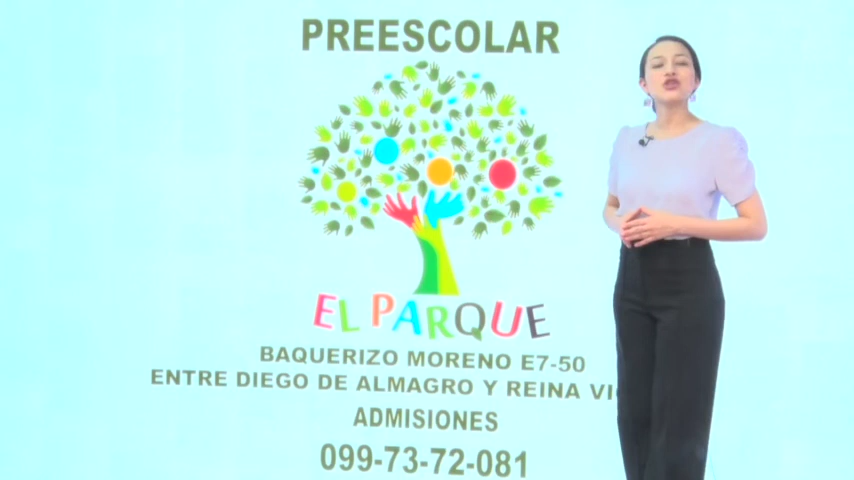 PREESCOLAR
EL PARQUE
BAQUERIZO MORENO E7-50
ENTRE DIEGO DE ALMAGRO Y REINA
ADMISIONES
099-73-72-081